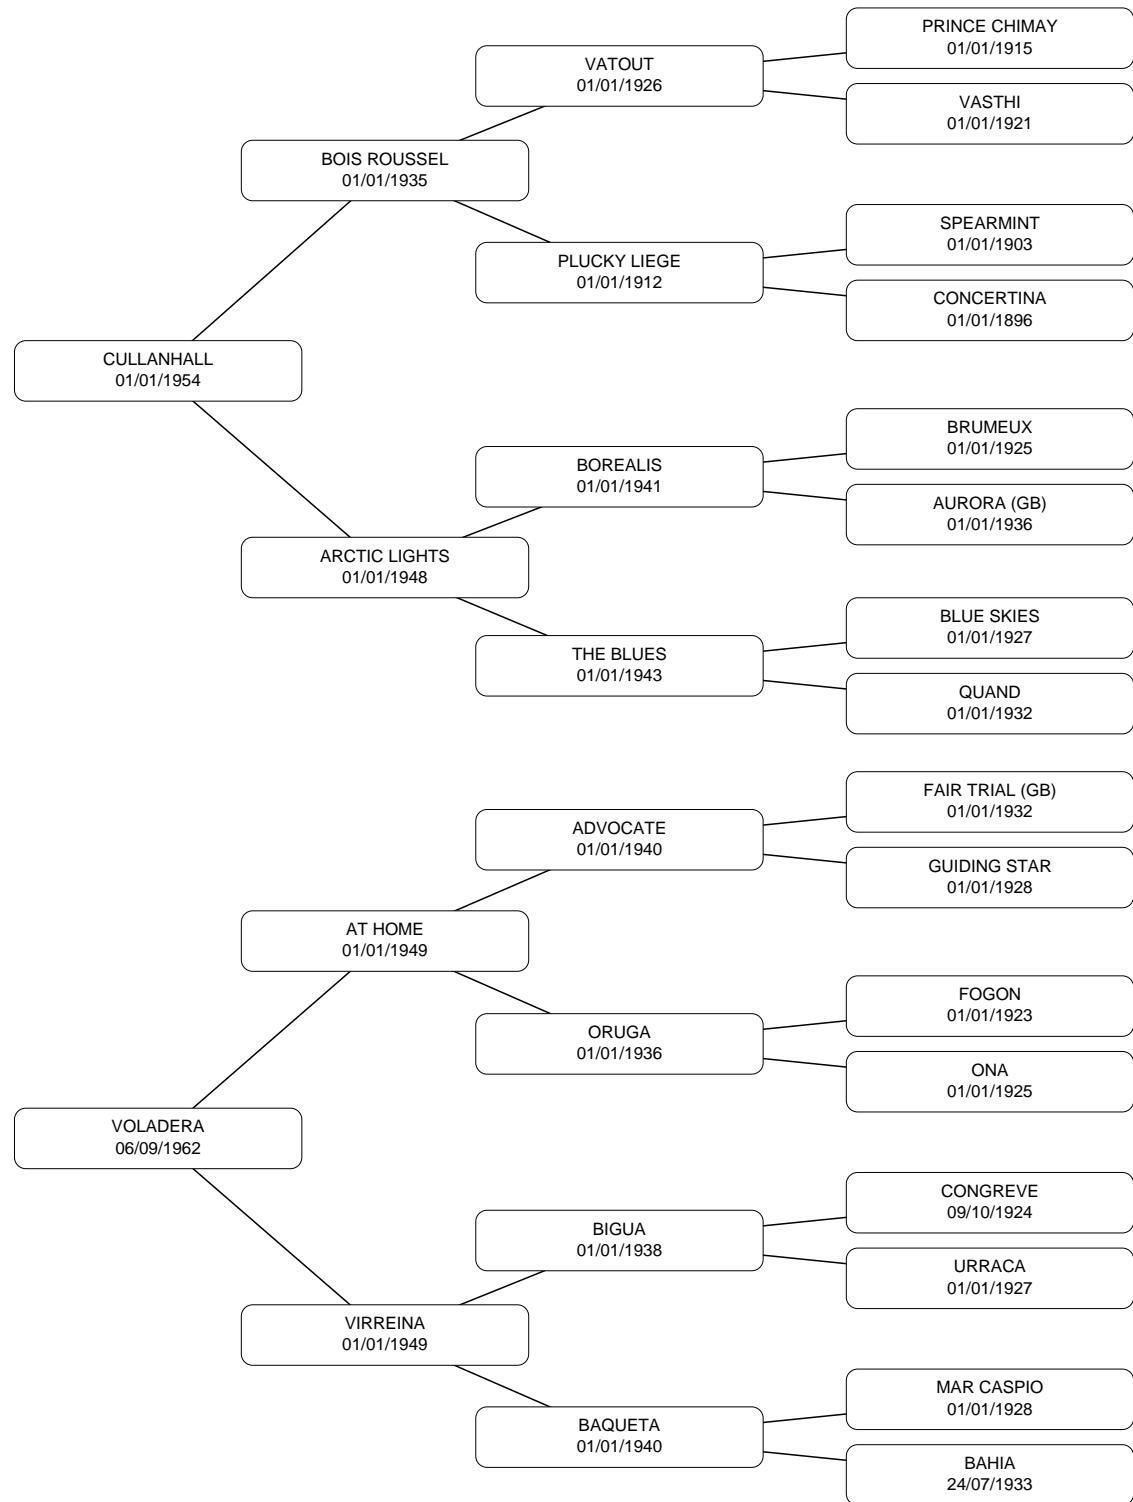 PRINCE CHIMAY
01/01/1915
VATOUT
01/01/1926
VASTHI
01/01/1921
BOIS ROUSSEL
01/01/1935
SPEARMINT
01/01/1903
PLUCKY LIEGE
01/01/1912
CONCERTINA
01/01/1896
CULLANHALL
01/01/1954
BRUMEUX
01/01/1925
BOREALIS
01/01/1941
AURORA (GB)
01/01/1936
ARCTIC LIGHTS
01/01/1948
BLUE SKIES
01/01/1927
THE BLUES
01/01/1943
QUAND
01/01/1932
FAIR TRIAL (GB)
01/01/1932
ADVOCATE
01/01/1940
GUIDING STAR
01/01/1928
AT HOME
01/01/1949
FOGON
01/01/1923
ORUGA
01/01/1936
ONA
01/01/1925
VOLADERA
06/09/1962
CONGREVE
09/10/1924
BIGUA
01/01/1938
URRACA
01/01/1927
VIRREINA
01/01/1949
MAR CASPIO
01/01/1928
BAQUETA
01/01/1940
BAHIA
24/07/1933